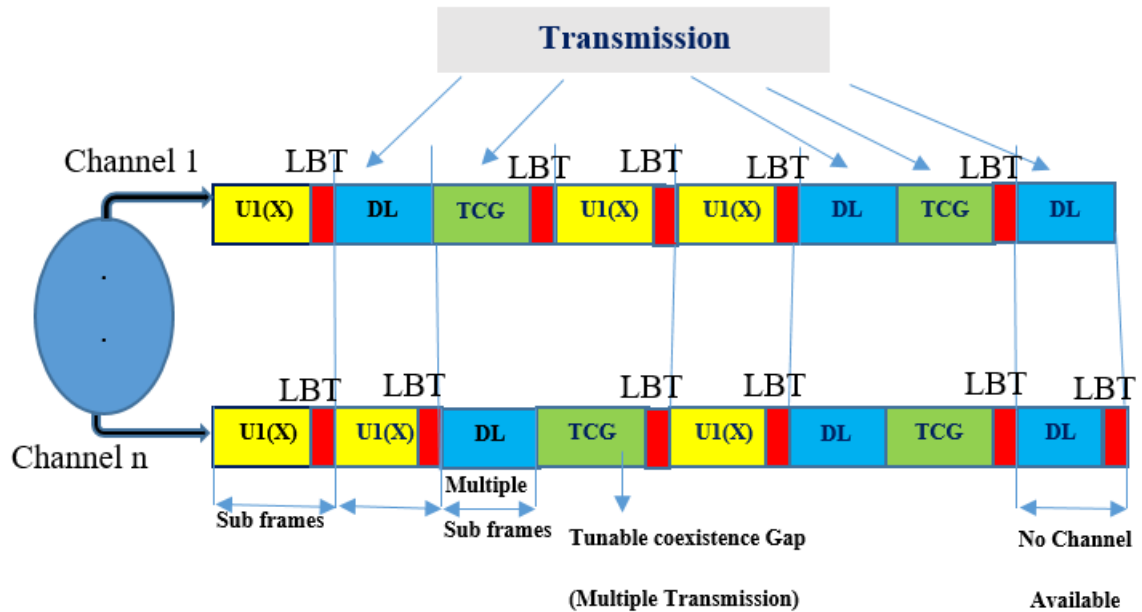 Transmission
Channel 1
LBT LBT LBT LBT LBT
U1(X) DL TCG U1(X) U1(X) DL TCG DL
LBT LBT LBT LBT LBT LBT
U1(X) U1(X) DL TCG U1(X) DL TCG DL
Channel n
Multiple
Sub frames Sub frames Tunable coexistence Gap No Channel
(Multiple Transmission) Available